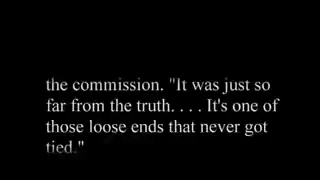 the commission. "It was just so
far from the truth. . . . It's one of
those loose ends that never got
tied."